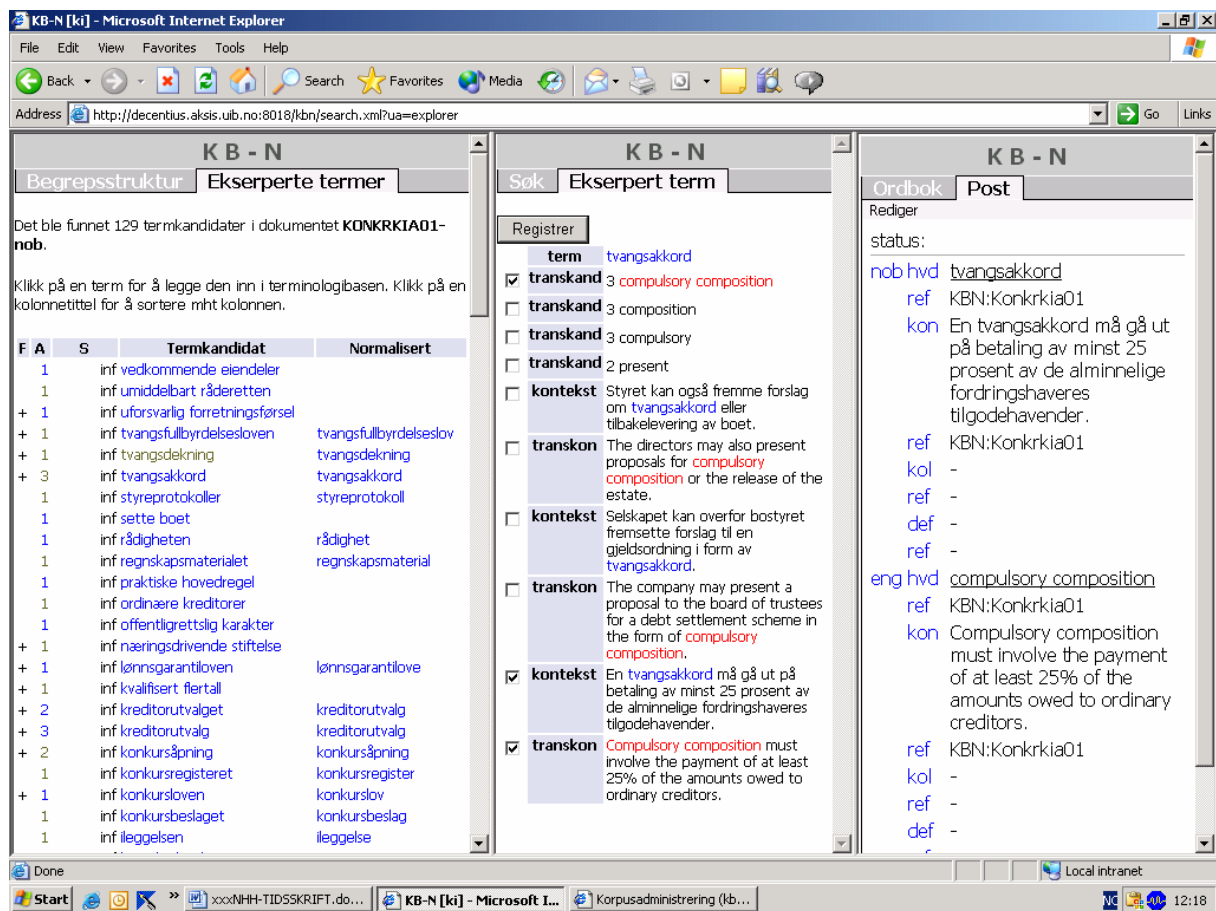 KB-N [ki] - Microsoft Internet Explorer
File Edit View Favorites Tools Help
Back Search Favorites Media
Address http://decentius.aksis.uib.no:8018/kbn/search.xml?ua=explorer Go Links
KB-N
Begrepsstruktur Ekserperte termer
Det ble funnet 129 termkandidater i dokumentet KONKRKIA01-
nob.
Klikk på en term for å legge den inn i terminologibasen. Klikk på en
kolonnetittel for å sortere mht kolonnen.
F A S Termkandidat Normalisert
1 inf vedkommende eiendeler
1 inf umiddelbart råderetten
+ 1 inf uforsvarlig forretningsførsel
+ 1 inf tvangsfullbyrdelsesloven tvangsfullbyrdelseslov
+ 1 inf tvangsdekning tvangsdekning
+ 3 inf tvangsakkord tvangsakkord
1 inf styreprotokoller styreprotokoll
1 inf sette boet
1 inf rådigheten rådighet
1 inf regnskapsmaterialet regnskapsmaterial
1 inf praktiske hovedregel
1 inf ordinære kreditorer
1 inf offentligrettslig karakter
+ 1 inf næringsdrivende stiftelse
+ 1 inf lønnsgarantiloven lønnsgarantilove
+ 1 inf kvalifisert flertall
+ 2 inf kreditorutvalget kreditorutvalg
+ 3 inf kreditorutvalg kreditorutvalg
+ 2 inf konkursåpning konkursåpning
1 inf konkursregisteret konkursregister
+ 1 inf konkursloven konkurslov
1 inf konkursbeslaget konkursbeslag
1 inf ileggelsen ileggelse
KB-N
Søk Ekserpert term
Registrer
term tvangsakkord
transkand 3 compulsory composition
transkand 3 composition
transkand 3 compulsory
transkand 2 present
kontekst Styret kan også fremme forslag
om tvangsakkord eller
tilbakelevering av boet.
transkon The directors may also present
proposals for compulsory
composition or the release of the
estate.
kontekst Selskapet kan overfor bostyret
fremsette forslag til en
gjeldsordning i form av
tvangsakkord.
transkon The company may present a
proposal to the board of trustees
for a debt settlement scheme in
the form of compulsory
composition.
kontekst En tvangsakkord må gå ut på
betaling av minst 25 prosent av
de alminnelige fordringshaveres
tilgodehavender.
transkon Compulsory composition must
involve the payment of at least
25% of the amounts owed to
ordinary creditors.
KB-N
Ordbok Post
Rediger
status:
nob hvd tvangsakkord
ref KBN:Konkrkia01
kon En tvangsakkord må gå ut
på betaling av minst 25
prosent av de alminnelige
fordringshaveres
tilgodehavender.
ref KBN:Konkrkia01
kol -
ref -
def -
ref -
eng hvd compulsory composition
ref KBN:Konkrkia01
kon Compulsory composition
must involve the payment
of at least 25% of the
amounts owed to ordinary
creditors.
ref KBN:Konkrkia01
kol -
ref -
def -
Done Local intranet
Start » xxxNHH-TIDSSKRIFT.do... KB-N [ki] - Microsoft I... Korpusadministrering (kb... NO 12:18